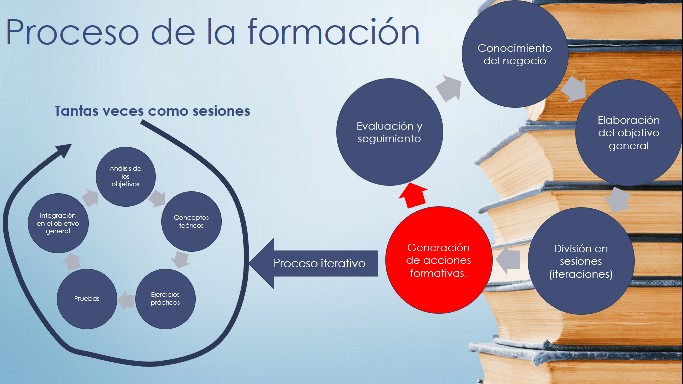 Proceso de la formación
Conocimiento
del negocio
Elaboración
del objetivo
general
División en
sesiones
(iteraciones)
Generación
de acciones
formativas.
Evaluación y
seguimiento
Proceso iterativo
Tantas veces como sesiones
Análisis de
los
objetivos
Conceptos
teóricos
Ejercicios
prácticos
Pruebas
Integración
en el objetivo
general